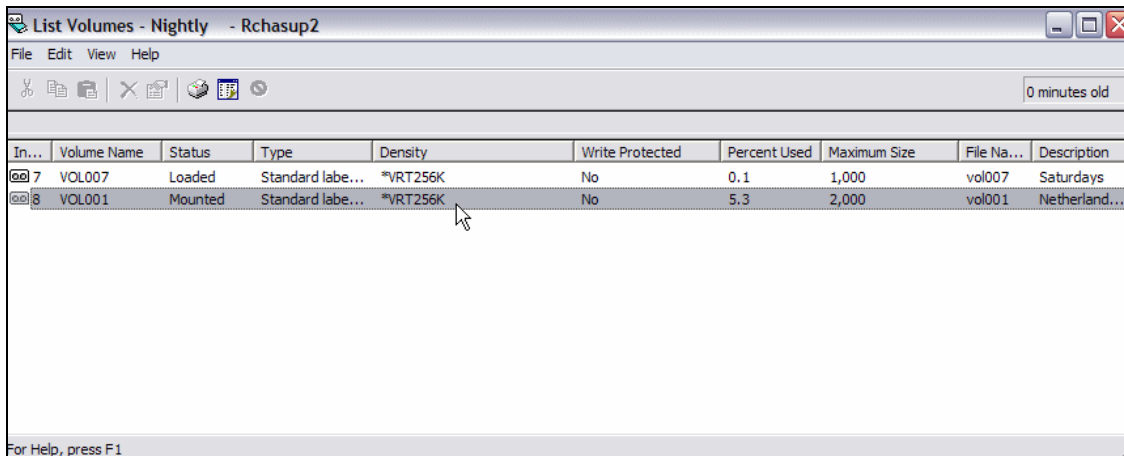 List Volumes - Nightly - Rchasup2
File Edit View Help
0 minutes old
In... Volume Name Status Type Density Write Protected Percent Used Maximum Size File Na... Description
7 VOL007 Loaded Standard labe... *VRT256K No 0.1 1,000 vol007 Saturdays
8 VOL001 Mounted Standard labe... *VRT256K No 5.3 2,000 vol001 Netherland...
For Help, press F1